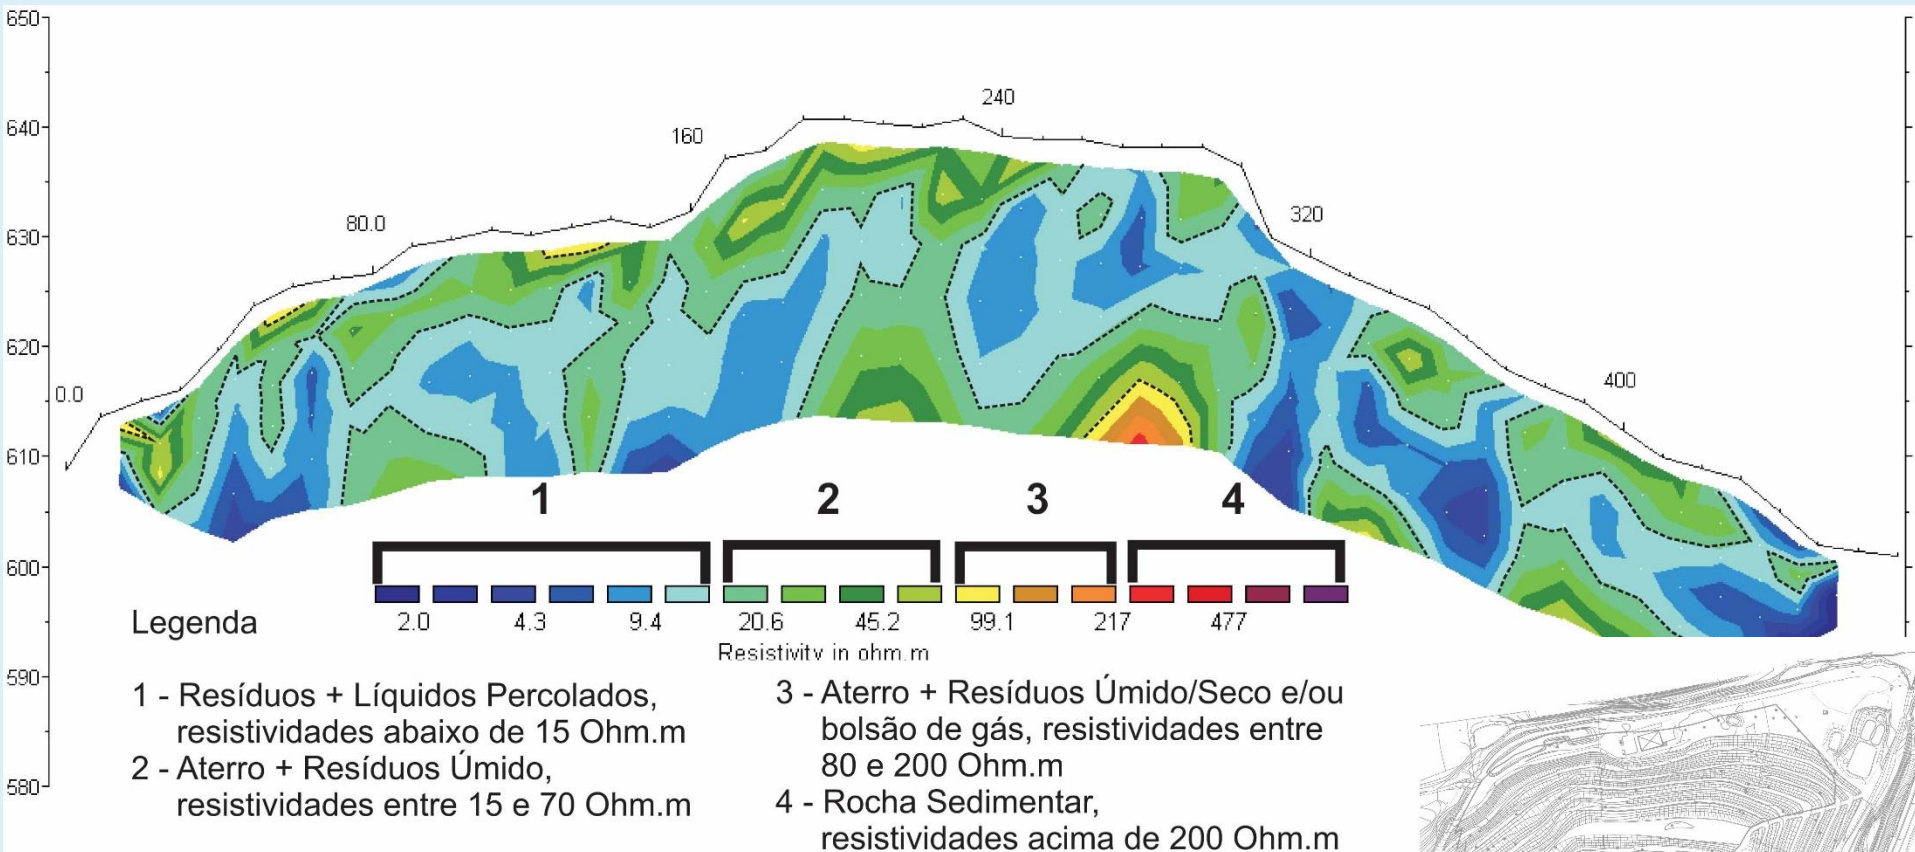 650
640
630
620
610
600
590
580
0.0
80.0
160
240
320
400
1
2
3
4
2.0 4.3 9.4 20.6 45.2 99.1 217 477
Resistivity in ohm.m
Legenda
1 - Resíduos + Líquidos Percolados,
resistividades abaixo de 15 Ohm.m
2 - Aterro + Resíduos Úmido,
resistividades entre 15 e 70 Ohm.m
3 - Aterro + Resíduos Úmido/Seco e/ou
bolsão de gás, resistividades entre
80 e 200 Ohm.m
4 - Rocha Sedimentar,
resistividades acima de 200 Ohm.m